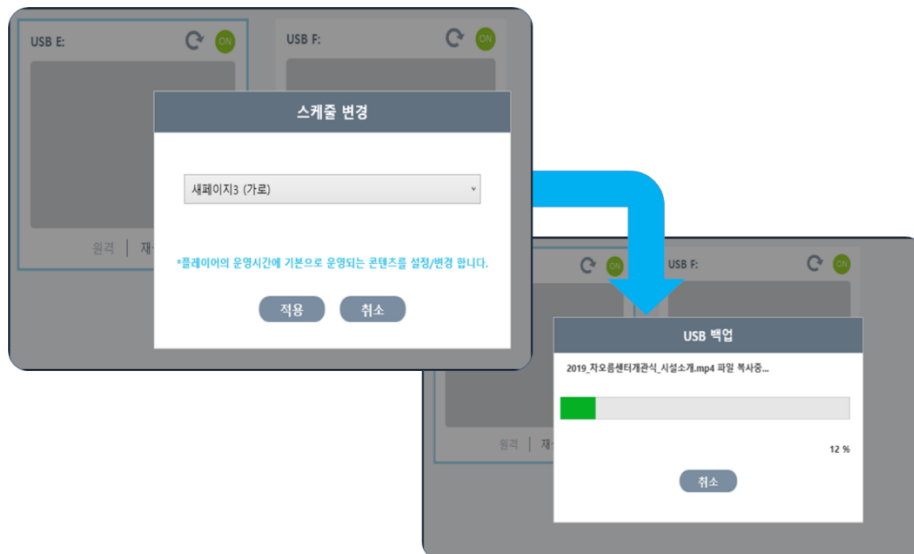 USB E:
ON
USB F:
ON
스케줄 변경
새페이지3 (가로)
원격
*플레이어의 운영시간에 기본으로 운영되는 콘텐츠를 설정/변경 합니다.
적용
취소
ON
USB F:
ON
USB 백업
2019_차오름센터개관식_시설소개.mp4 파일 복사중...
12 %
원격
취소